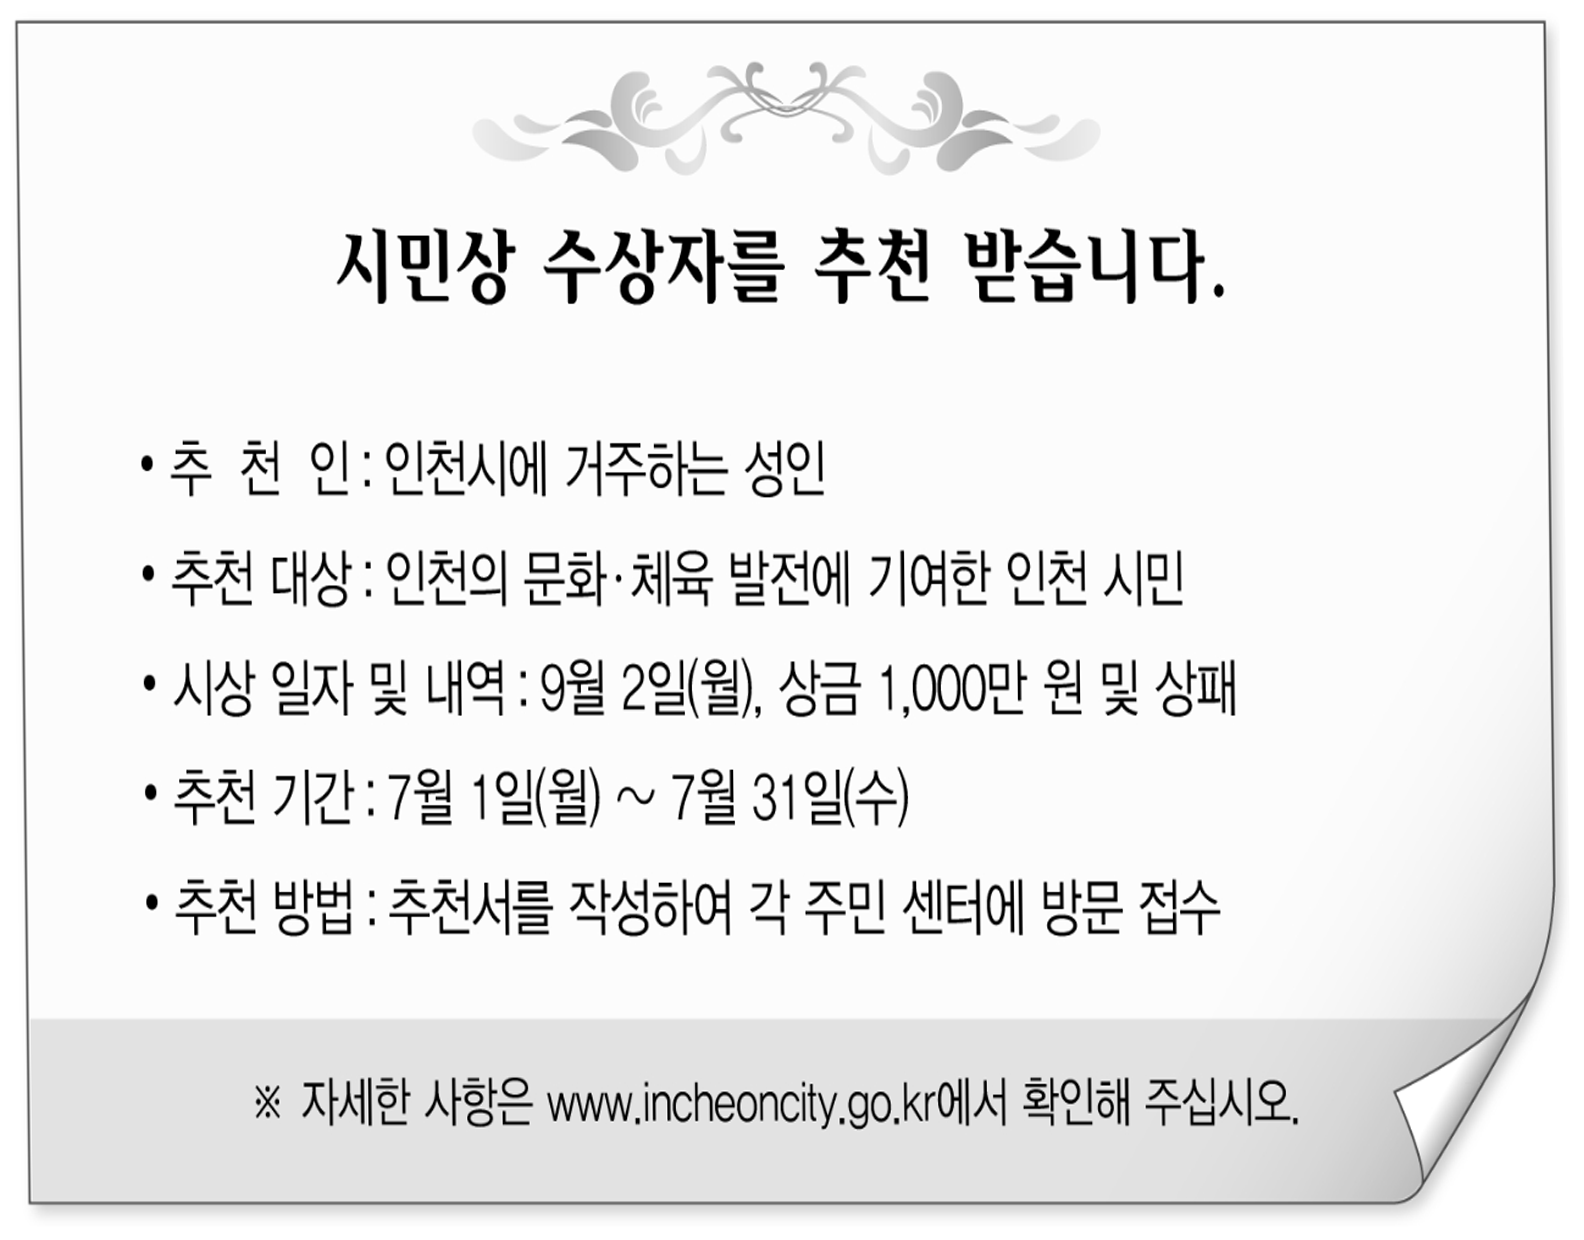 시민상 수상자를 추천 받습니다.
• 추 천 인 : 인천시에 거주하는 성인
• 추천 대상 : 인천의 문화·체육 발전에 기여한 인천 시민
• 시상 일자 및 내역 : 9월 2일(월), 상금 1,000만 원 및 상패
• 추천 기간 : 7월 1일(월) ~ 7월 31일(수)
• 추천 방법 : 추천서를 작성하여 각 주민 센터에 방문 접수
※ 자세한 사항은 www.incheoncity.go.kr에서 확인해 주십시오.